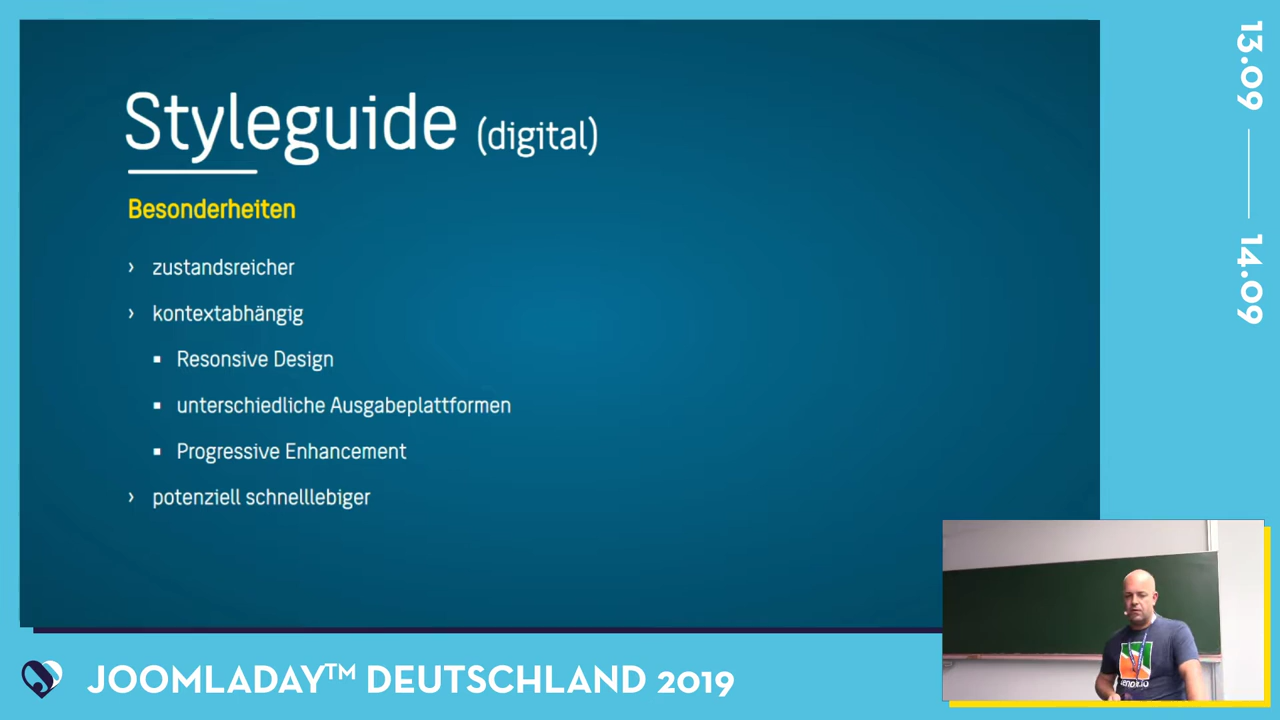 Styleguide (digital)
Besonderheiten
› zustandsreicher
› kontextabhängig
▪ Resonsive Design
▪ unterschiedliche Ausgabeplattformen
▪ Progressive Enhancement
› potenziell schnelllebiger
13.09
14.09
JOOMLADAY™ DEUTSCHLAND 2019